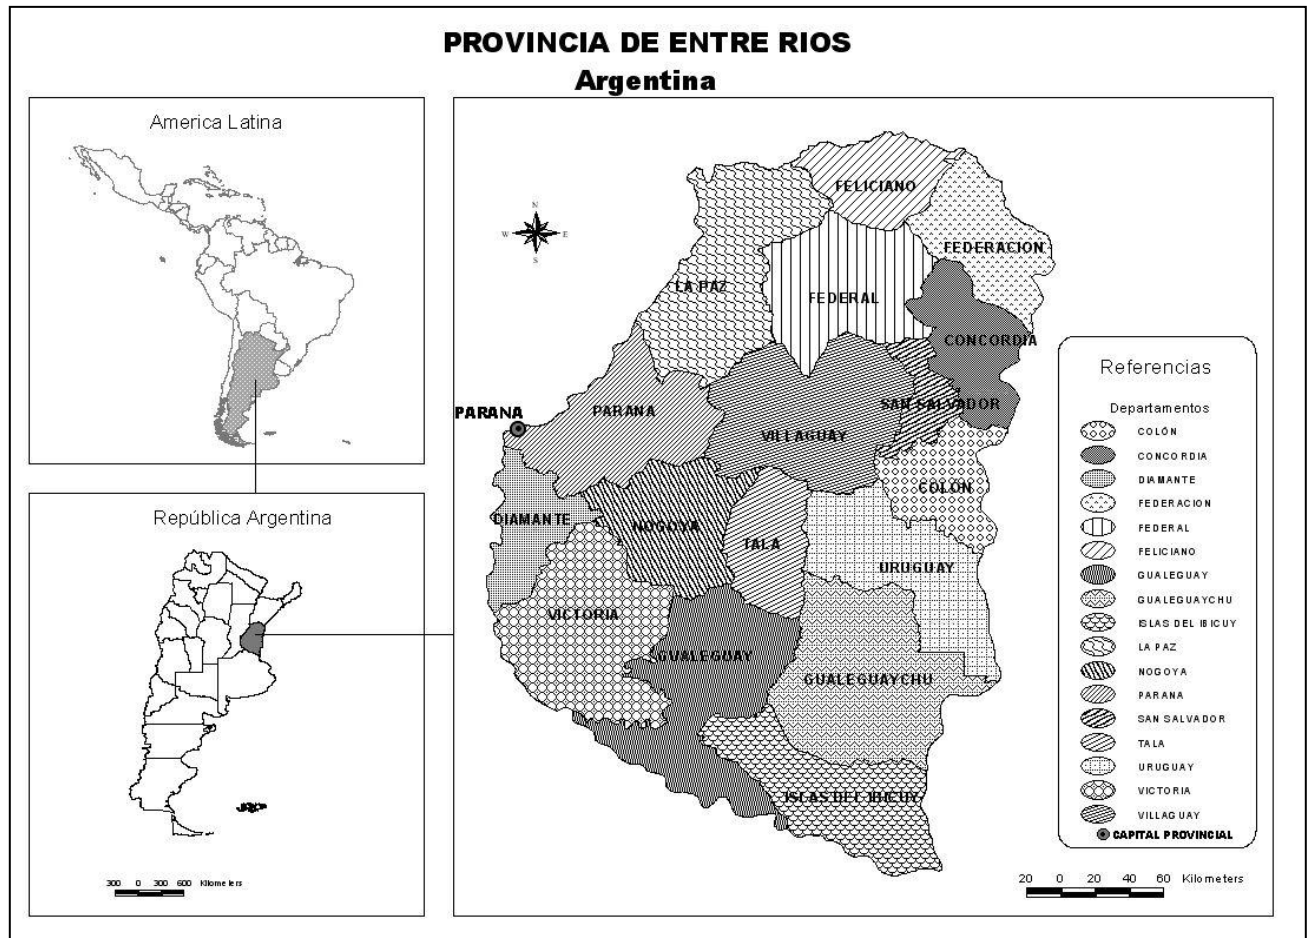 PROVINCIA DE ENTRE RIOS
Argentina
America Latina
República Argentina
300 0 300 600 Kilometers
N
W E
S
FELICIANO
FEDERACION
LA PAZ
FEDERAL
CONCORDIA
SAN SALVADOR
PARANA
PARANA
VILLAGUAY
COLÓN
DIAMANTE
NOGOYA
TALA
URUGUAY
VICTORIA
GUALEGUAY
GUALEGUAYCHU
ISLAS DEL IBICUY
Referencias
Departamentos
COLÓN
CONCORDIA
DIAMANTE
FEDERACION
FEDERAL
FELICIANO
GUALEGUAY
GUALEGUAYCHU
ISLAS DEL IBICUY
LA PAZ
NOGOYA
PARANA
SAN SALVADOR
TALA
URUGUAY
VICTORIA
VILLAGUAY
CAPITAL PROVINCIAL
20 0 20 40 60 Kilometers